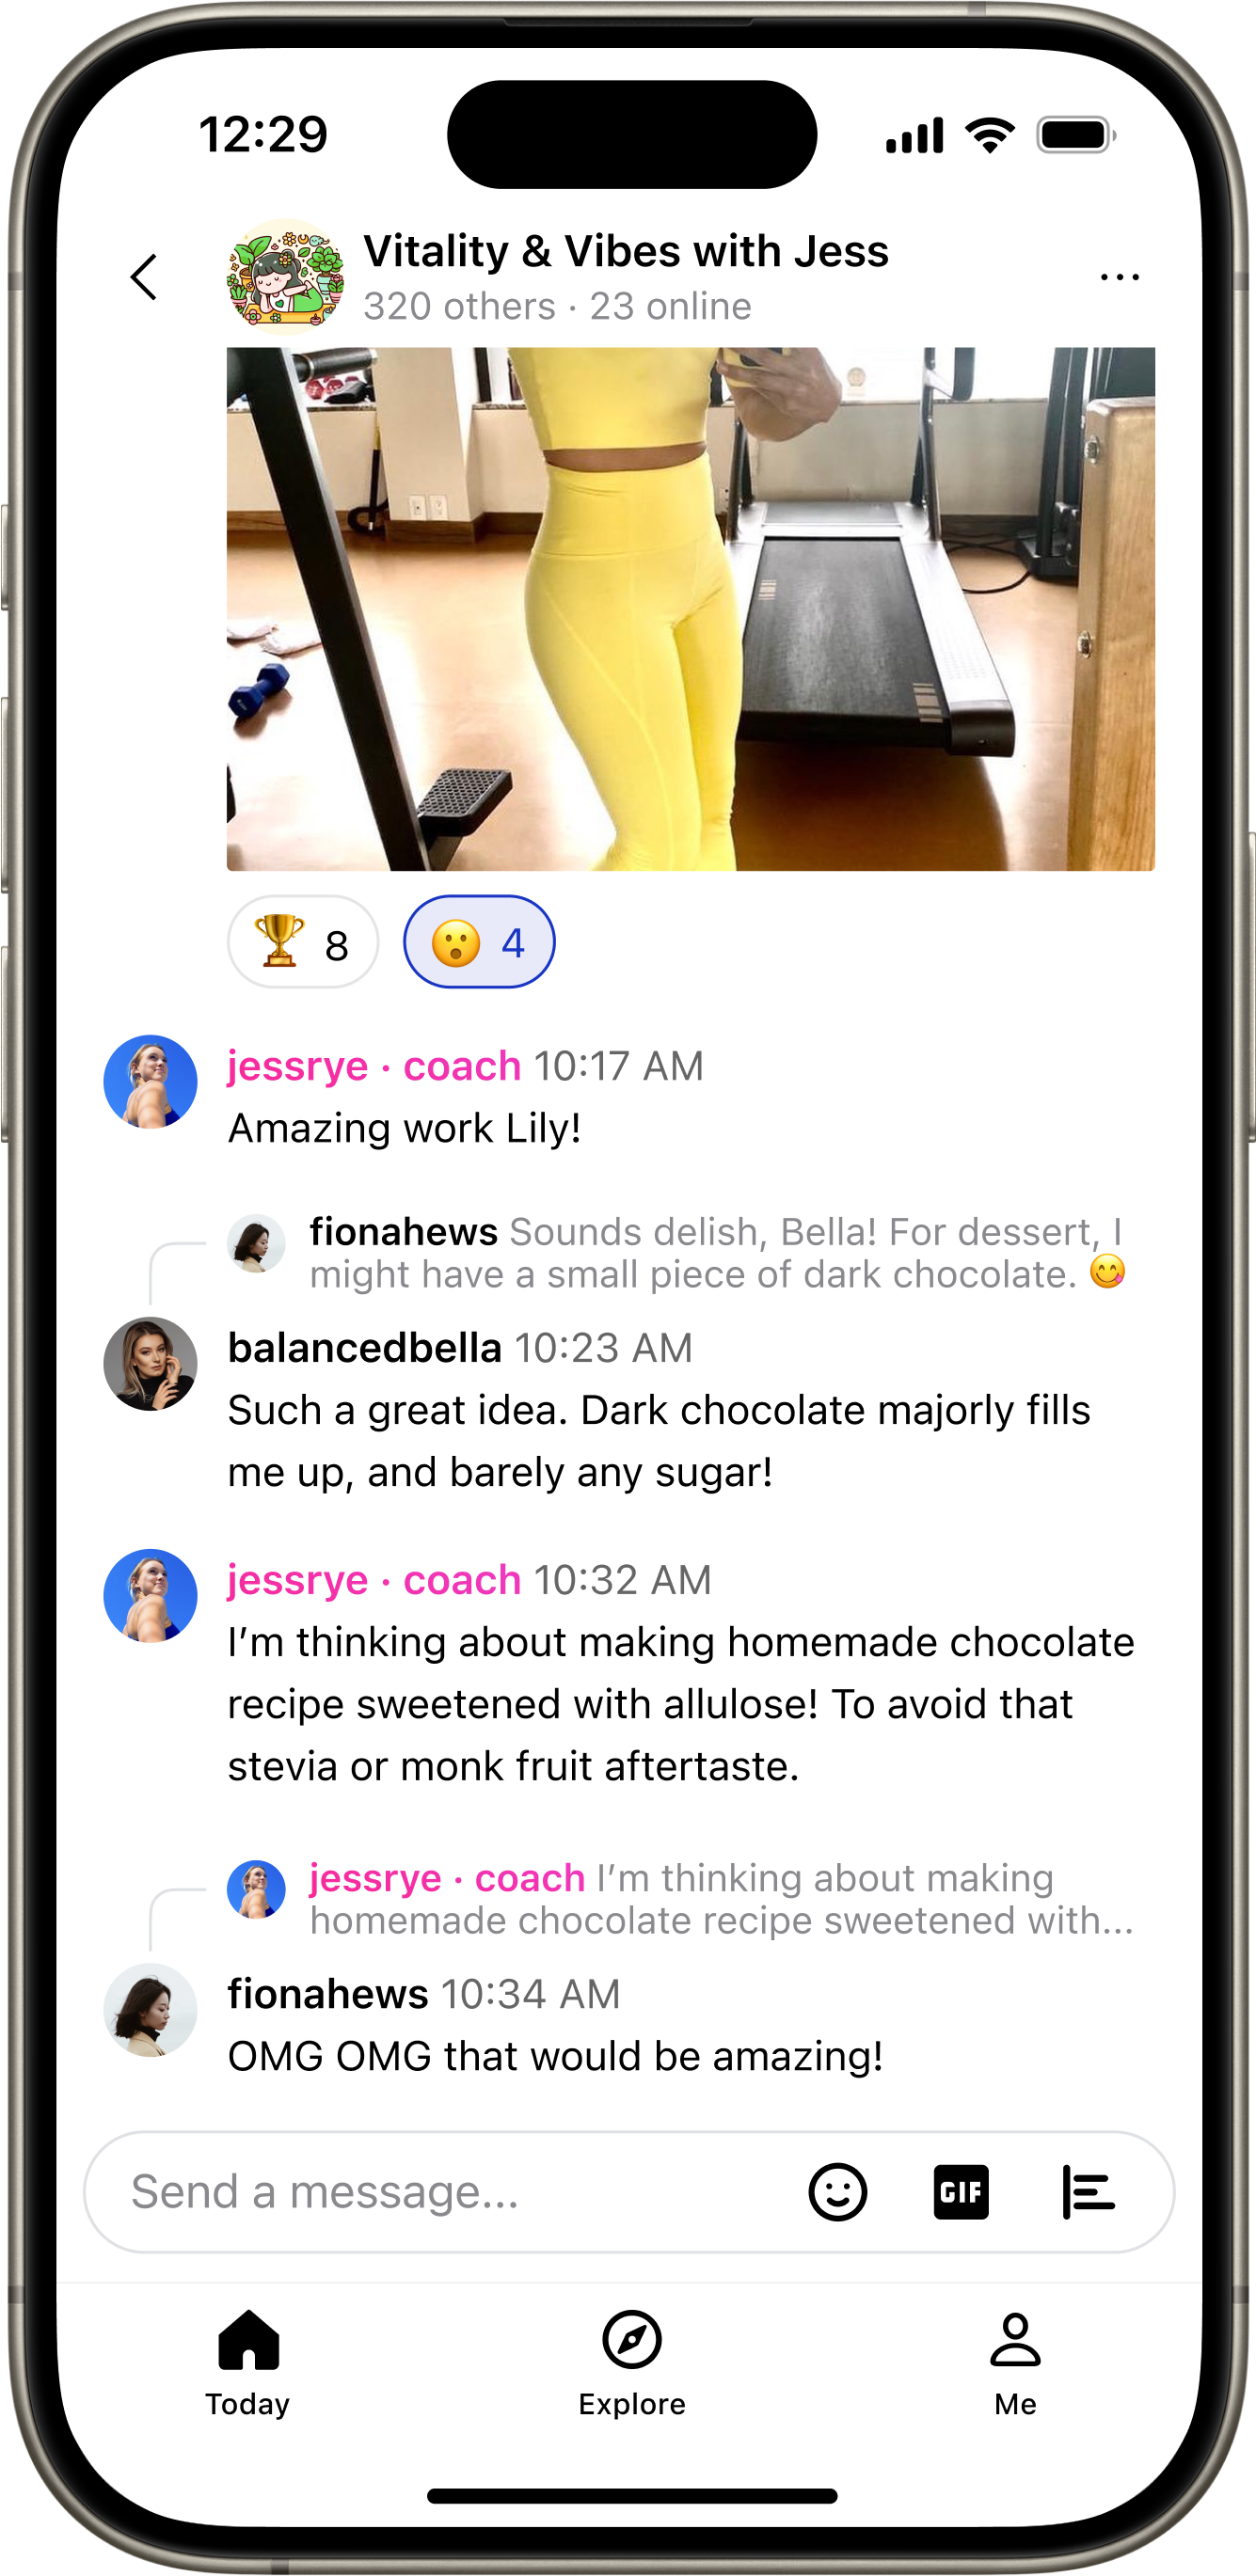 12:29
Vitality & Vibes with Jess
320 others · 23 online
🏆 8 😮 4
jessrye · coach 10:17 AM
Amazing work Lily!
fionahews Sounds delish, Bella! For dessert, I
might have a small piece of dark chocolate. 😋
balancedbella 10:23 AM
Such a great idea. Dark chocolate majorly fills
me up, and barely any sugar!
jessrye · coach 10:32 AM
I’m thinking about making homemade chocolate
recipe sweetened with allulose! To avoid that
stevia or monk fruit aftertaste.
jessrye · coach I’m thinking about making
homemade chocolate recipe sweetened with...
fionahews 10:34 AM
OMG OMG that would be amazing!
Send a message...
GIF
Today Explore Me